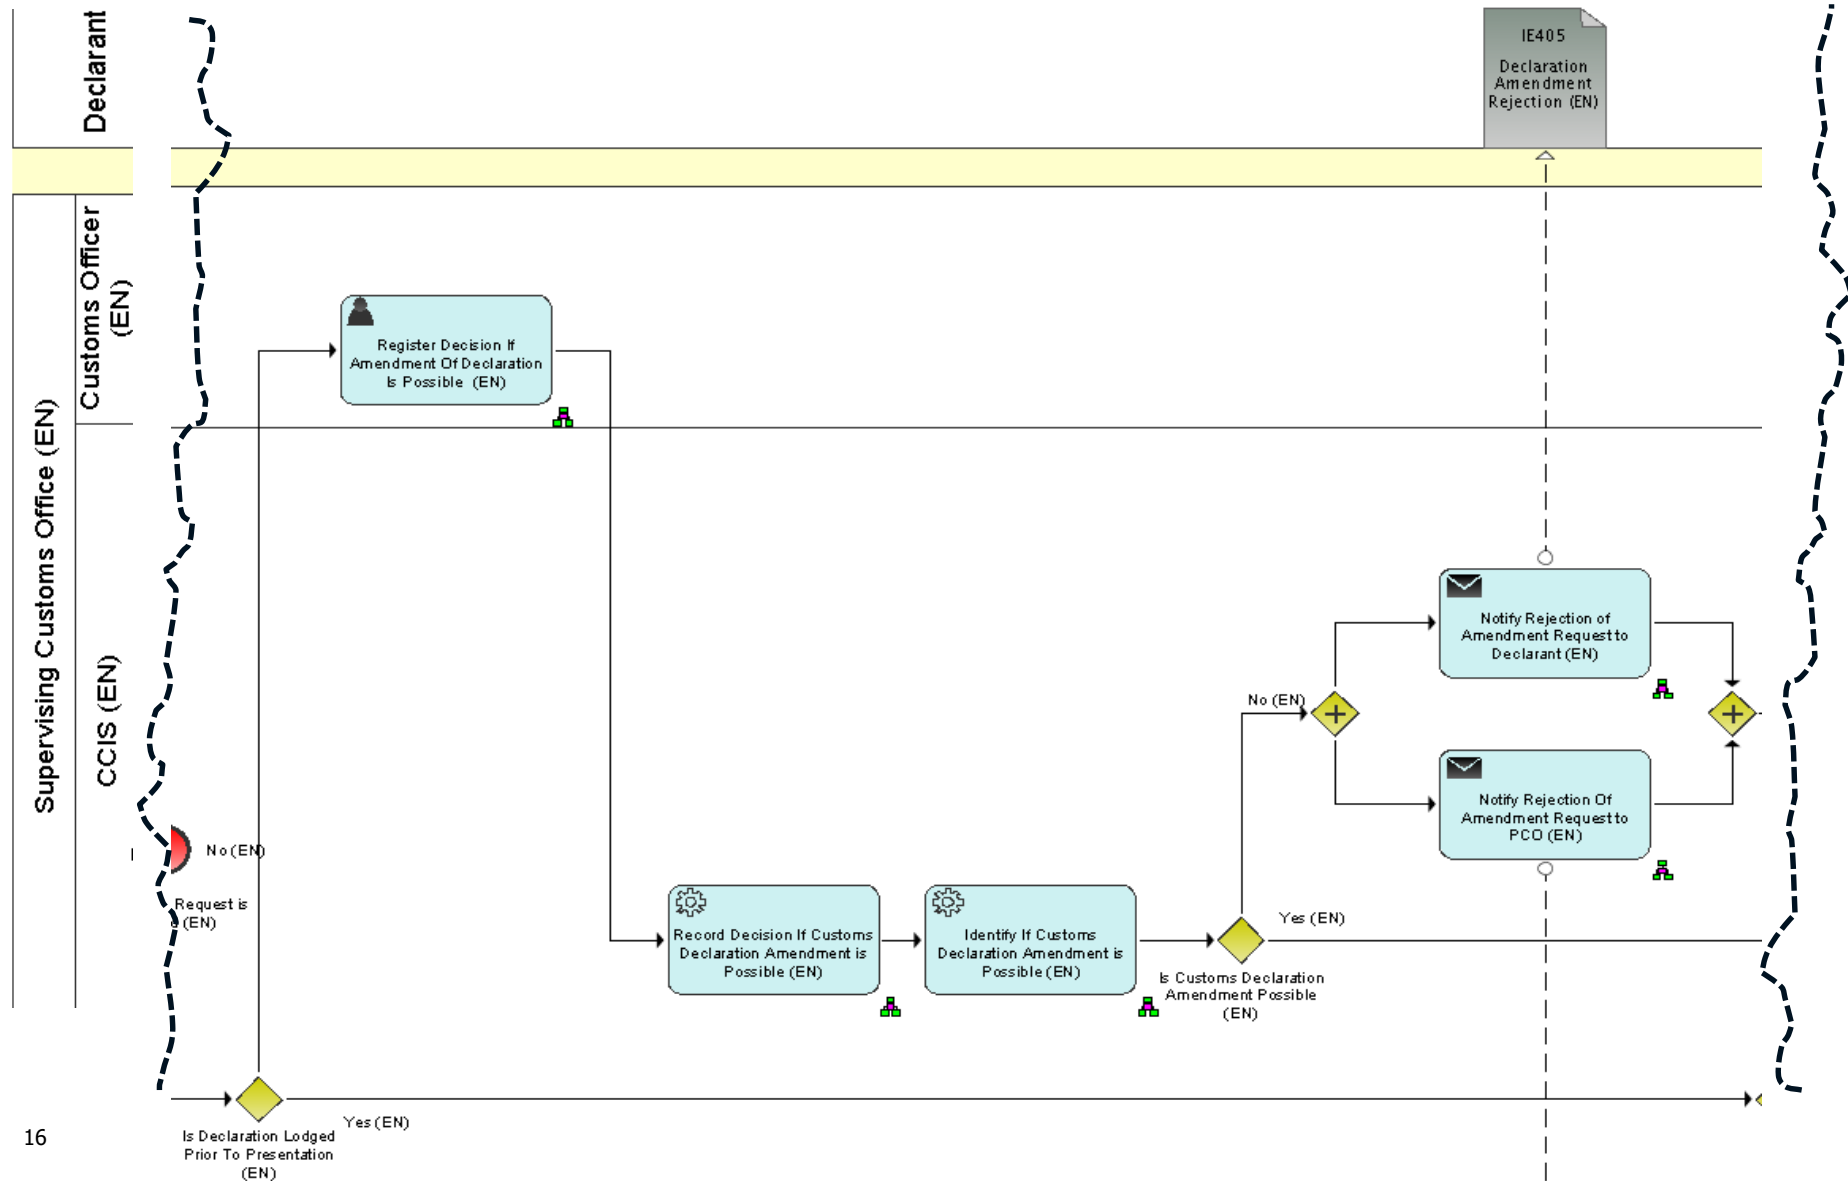 Declarant
IE405
Declaration
Amendment
Rejection (EN)
Supervising Customs Office (EN)
Customs Officer
(EN)
Register Decision If
Amendment Of Declaration
Is Possible (EN)
CCIS (EN)
Notify Rejection of
Amendment Request to
Declarant (EN)
No (EN)
Notify Rejection Of
Amendment Request to
PCO (EN)
No (EN)
Request is
(EN)
Record Decision If Customs
Declaration Amendment is
Possible (EN)
Identify If Customs
Declaration Amendment is
Possible (EN)
Yes (EN)
Is Customs Declaration
Amendment Possible
(EN)
Yes (EN)
Is Declaration Lodged
Prior To Presentation
(EN)
16